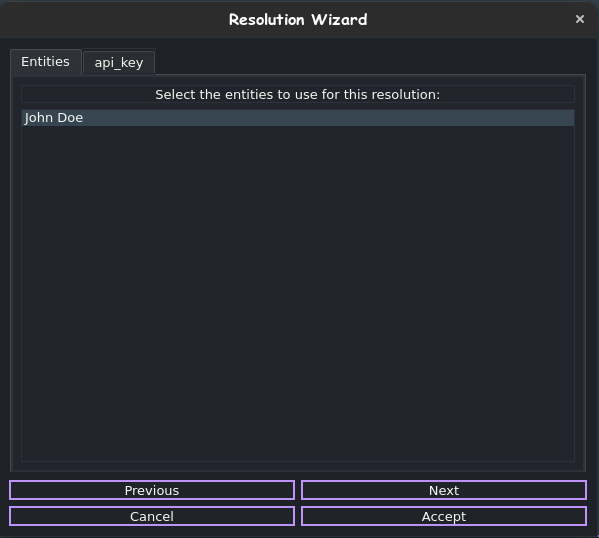 Resolution Wizard
×
Entities
api_key
Select the entities to use for this resolution:
John Doe
Previous
Next
Cancel
Accept